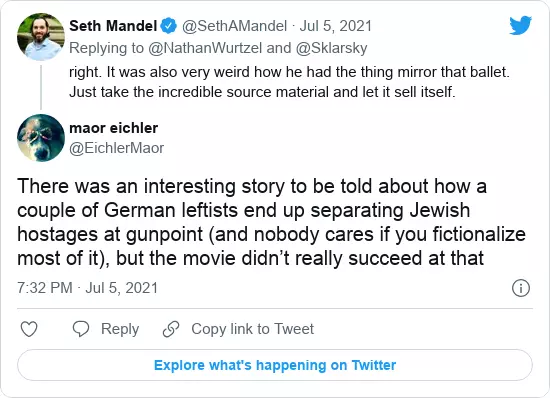 Seth Mandel @SethAMandel · Jul 5, 2021
Replying to @NathanWurtzel and @Sklarsky
right. It was also very weird how he had the thing mirror that ballet.
Just take the incredible source material and let it sell itself.
maor eichler
@EichlerMaor
There was an interesting story to be told about how a
couple of German leftists end up separating Jewish
hostages at gunpoint (and nobody cares if you fictionalize
most of it), but the movie didn’t really succeed at that
7:32 PM · Jul 5, 2021
Reply Copy link to Tweet
Explore what's happening on Twitter